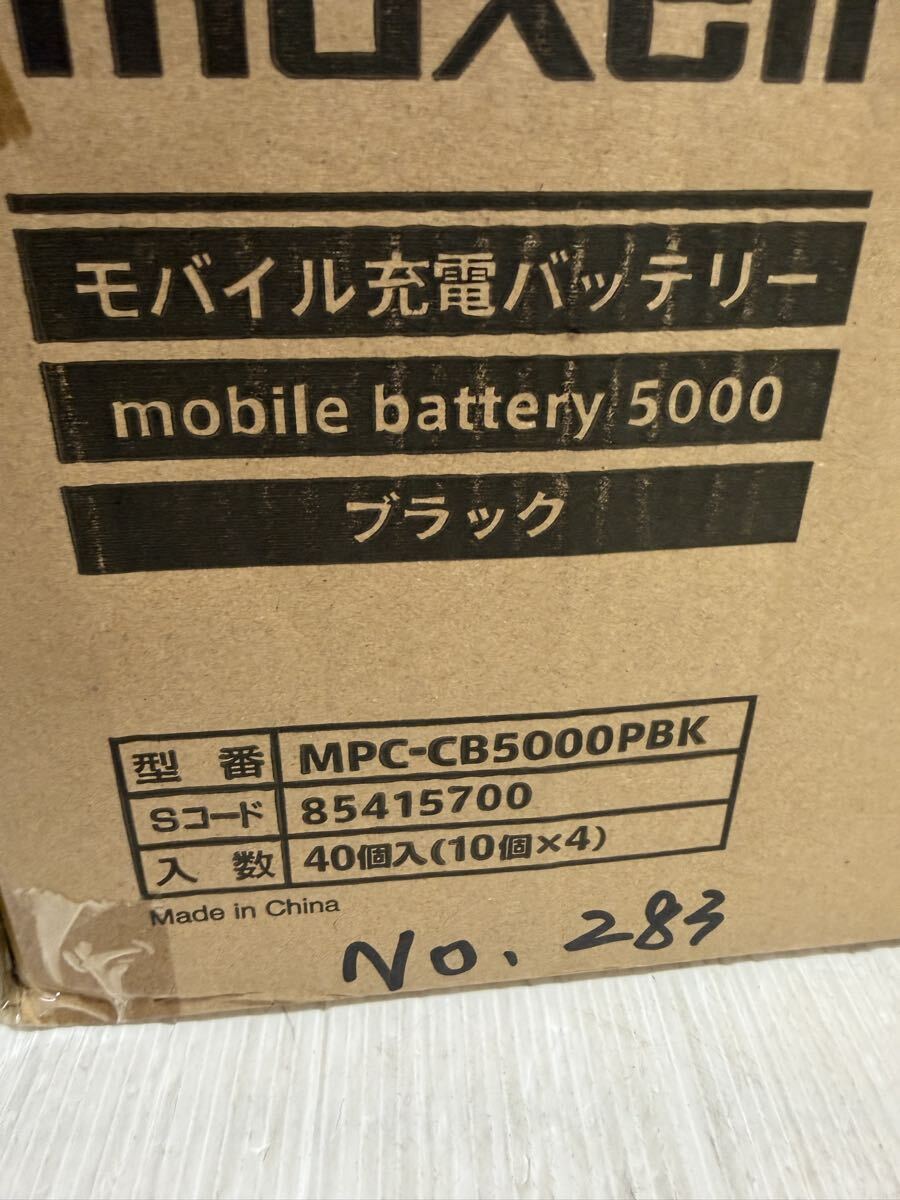 maxell
モバイル充電バッテリー
mobile battery 5000
ブラック
型番 MPC-CB5000PBK
Sコード 85415700
入数 40個入(10個×4)
Made in China
No. 283